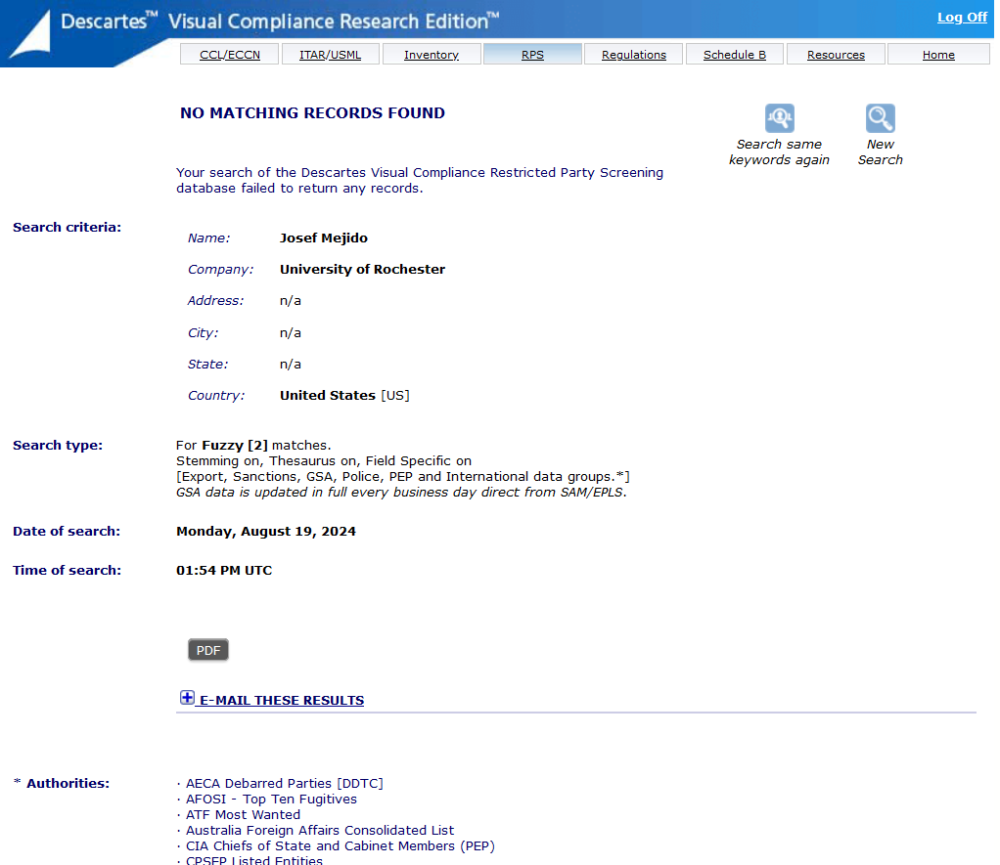 Descartes™ Visual Compliance Research Edition™
Log Off
CCL/ECCN ITAR/USML Inventory RPS Regulations Schedule B Resources Home
NO MATCHING RECORDS FOUND
Search same
keywords again
New
Search
Your search of the Descartes Visual Compliance Restricted Party Screening
database failed to return any records.
Search criteria:
Name: Josef Mejido
Company: University of Rochester
Address: n/a
City: n/a
State: n/a
Country: United States [US]
Search type: For Fuzzy [2] matches.
Stemming on, Thesaurus on, Field Specific on
[Export, Sanctions, GSA, Police, PEP and International data groups.*]
GSA data is updated in full every business day direct from SAM/EPLS.
Date of search: Monday, August 19, 2024
Time of search: 01:54 PM UTC
PDF
E-MAIL THESE RESULTS
* Authorities: · AECA Debarred Parties [DDTC]
· AFOSI - Top Ten Fugitives
· ATF Most Wanted
· Australia Foreign Affairs Consolidated List
· CIA Chiefs of State and Cabinet Members (PEP)
· CPSEP Listed Entities